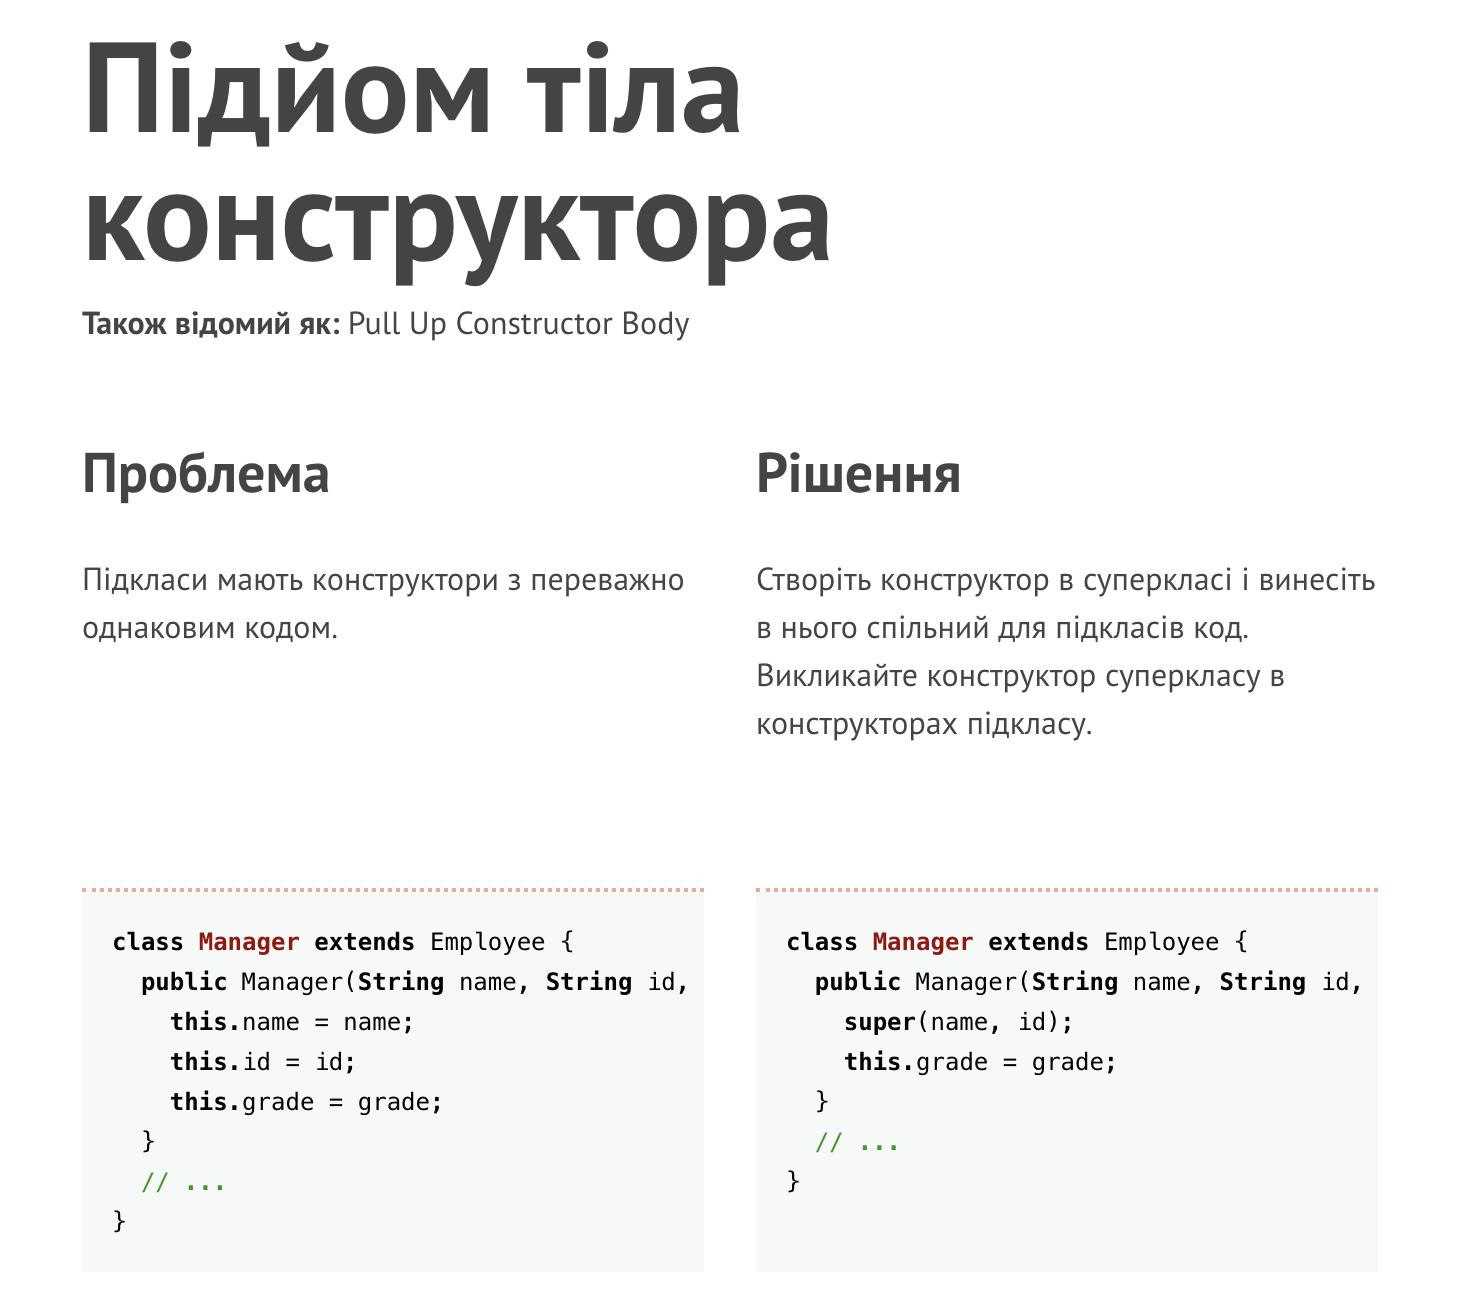 Підйом тіла
конструктора
Також відомий як: Pull Up Constructor Body
Проблема
Підкласи мають конструктори з переважно
однаковим кодом.
Рішення
Створіть конструктор в суперкласі і винесіть
в нього спільний для підкласів код.
Викликайте конструктор суперкласу в
конструкторах підкласу.
class Manager extends Employee {
  public Manager(String name, String id,
    this.name = name;
    this.id = id;
    this.grade = grade;
  }
  // ...
}
class Manager extends Employee {
  public Manager(String name, String id,
    super(name, id);
    this.grade = grade;
  }
  // ...
}